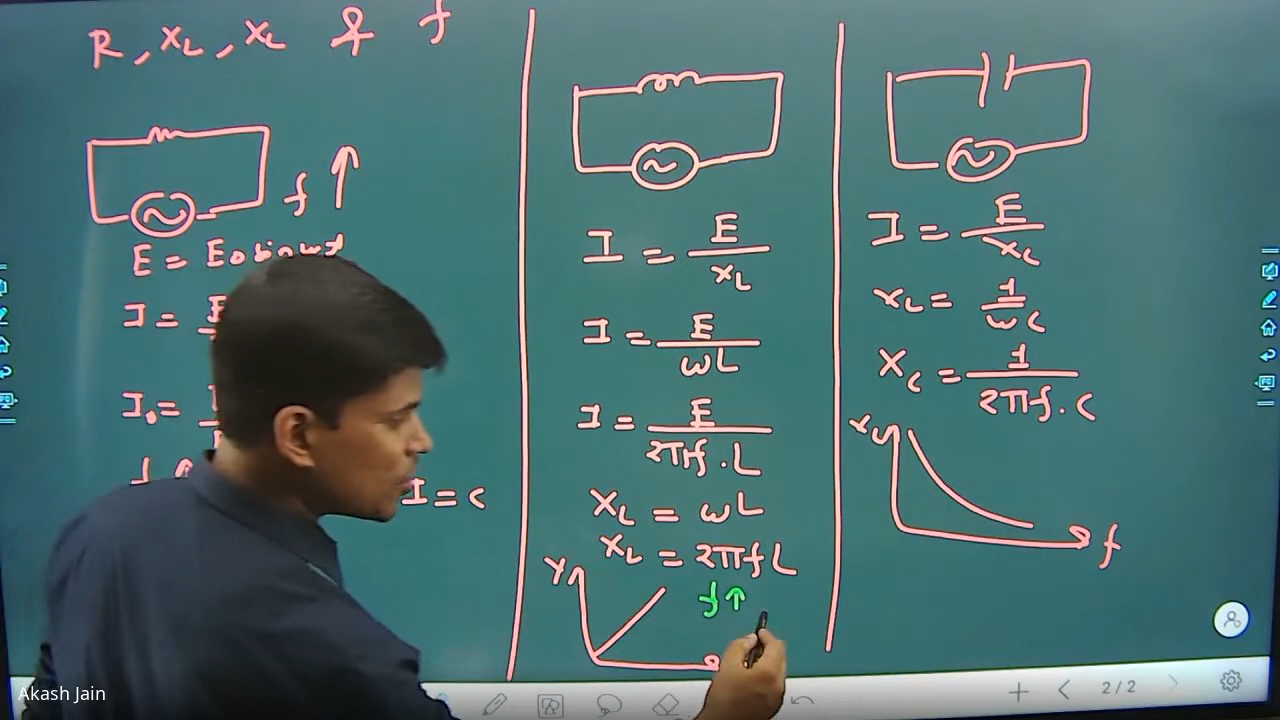 R, XL, XL & f
f ↑
E = E0 sin ωt
I =
I0 =
I = C
I = E / XL
I = E / ωL
I = E / 2πf . L
XL = ωL
XL = 2πfL
f ↑
I = E / XC
XC = 1 / ωC
XC = 1 / 2πf . C
XC
f
Akash Jain
2/2